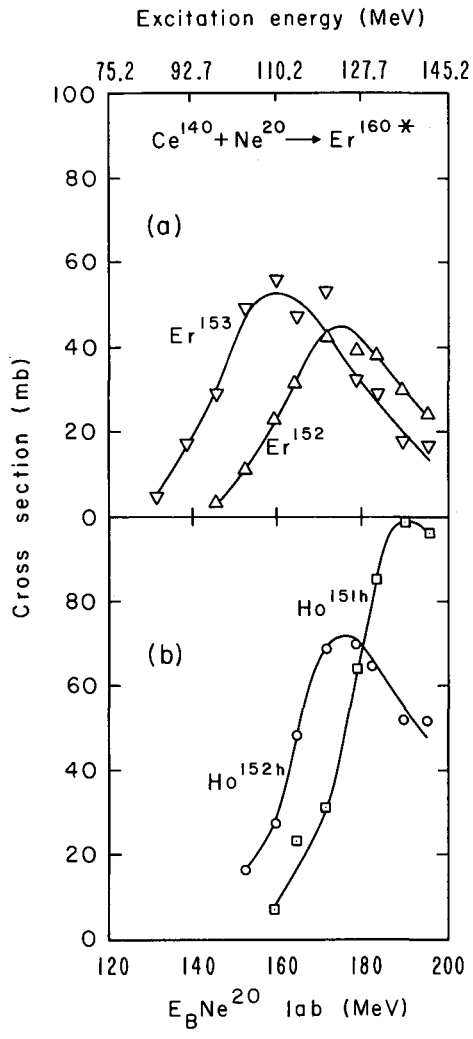 Excitation energy (MeV)
75.2 92.7 110.2 127.7 145.2
100
Ce¹⁴⁰ + Ne²⁰ → Er¹⁶⁰*
80
(a)
60
Er¹⁵³
40
Er¹⁵²
20
0
Cross section (mb)
Ho¹⁵¹ʰ
80
(b)
60
Ho¹⁵²ʰ
40
20
0
120 140 160 180 200
E_B Ne²⁰ lab (MeV)